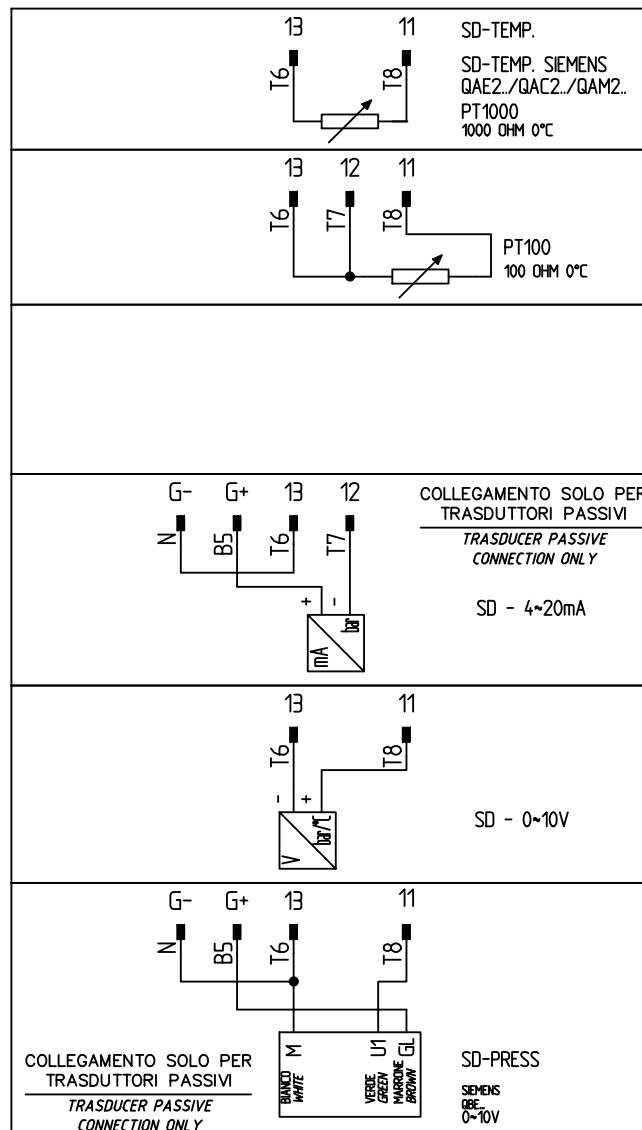 13 11 SD-TEMP.
T6 T8
SD-TEMP. SIEMENS
QAE2../QAC2../QAM2..
PT1000
1000 OHM 0°C
13 12 11
T6 T7 T8
PT100
100 OHM 0°C
G- G+ 13 12
N B5 T6 T7
COLLEGAMENTO SOLO PER
TRASDUTTORI PASSIVI
TRASDUCER PASSIVE
CONNECTION ONLY
+ -
mA bar
SD - 4~20mA
13 11
T6 T8
- +
V bar/°C
SD - 0~10V
G- G+ 13 11
N B5 T6 T8
M U1 GL
BIANCO
WHITE
VERDE
GREEN
MARRONE
BROWN
COLLEGAMENTO SOLO PER
TRASDUTTORI PASSIVI
TRASDUCER PASSIVE
CONNECTION ONLY
SD-PRESS
SIEMENS
QBE..
0~10V